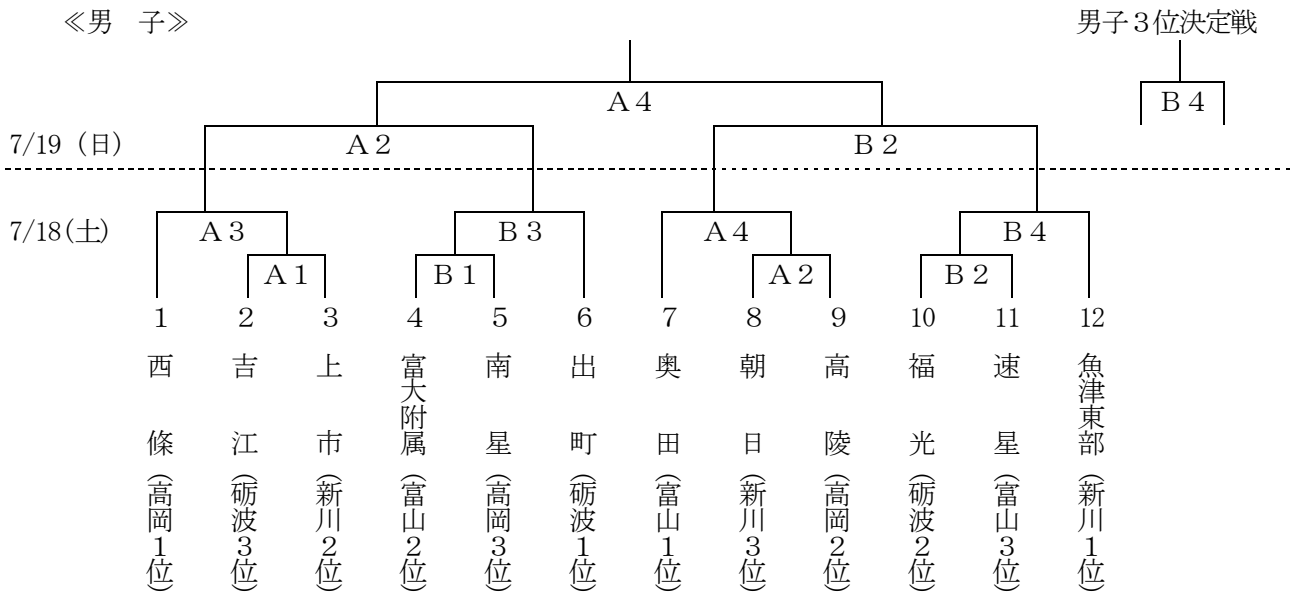 ≪男　子≫
男子３位決定戦
Ａ４
Ｂ４
7/19（日）
Ａ２
Ｂ２
7/18(土)
Ａ３
Ｂ３
Ａ４
Ｂ４
Ａ１
Ｂ１
Ａ２
Ｂ２
１
２
３
４
５
６
７
８
９
10
11
12
西條（高岡１位）
吉江（砺波３位）
上市（新川２位）
富大附属（富山２位）
南星（高岡３位）
出町（砺波１位）
奥田（富山１位）
朝日（新川３位）
高陵（高岡２位）
福光（砺波２位）
速星（富山３位）
魚津東部（新川１位）